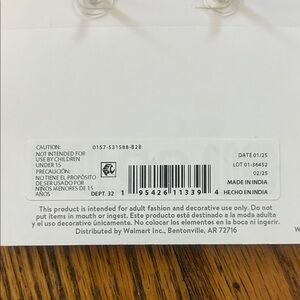 CAUTION:
NOT INTENDED FOR
USE BY CHILDREN
UNDER 15
PRECAUCIÓN:
NO TIENE EL PROPÓSITO
DE SER USADO POR
NIÑOS MENORES DE 15
AÑOS
0157-531588-828
DEPT. 32
1 95426 11339 4
DATE 01/25
LOT 01-36452
02/25
MADE IN INDIA
HECHO EN INDIA
This product is intended for adult fashion and decorative use only. Do not
put items in mouth or ingest. Este producto está destinado a la moda adulta
y el uso decorativo únicamente. No colocar los elementos en la boca ni ingerir.
Distributed by Walmart Inc., Bentonville, AR 72716
W